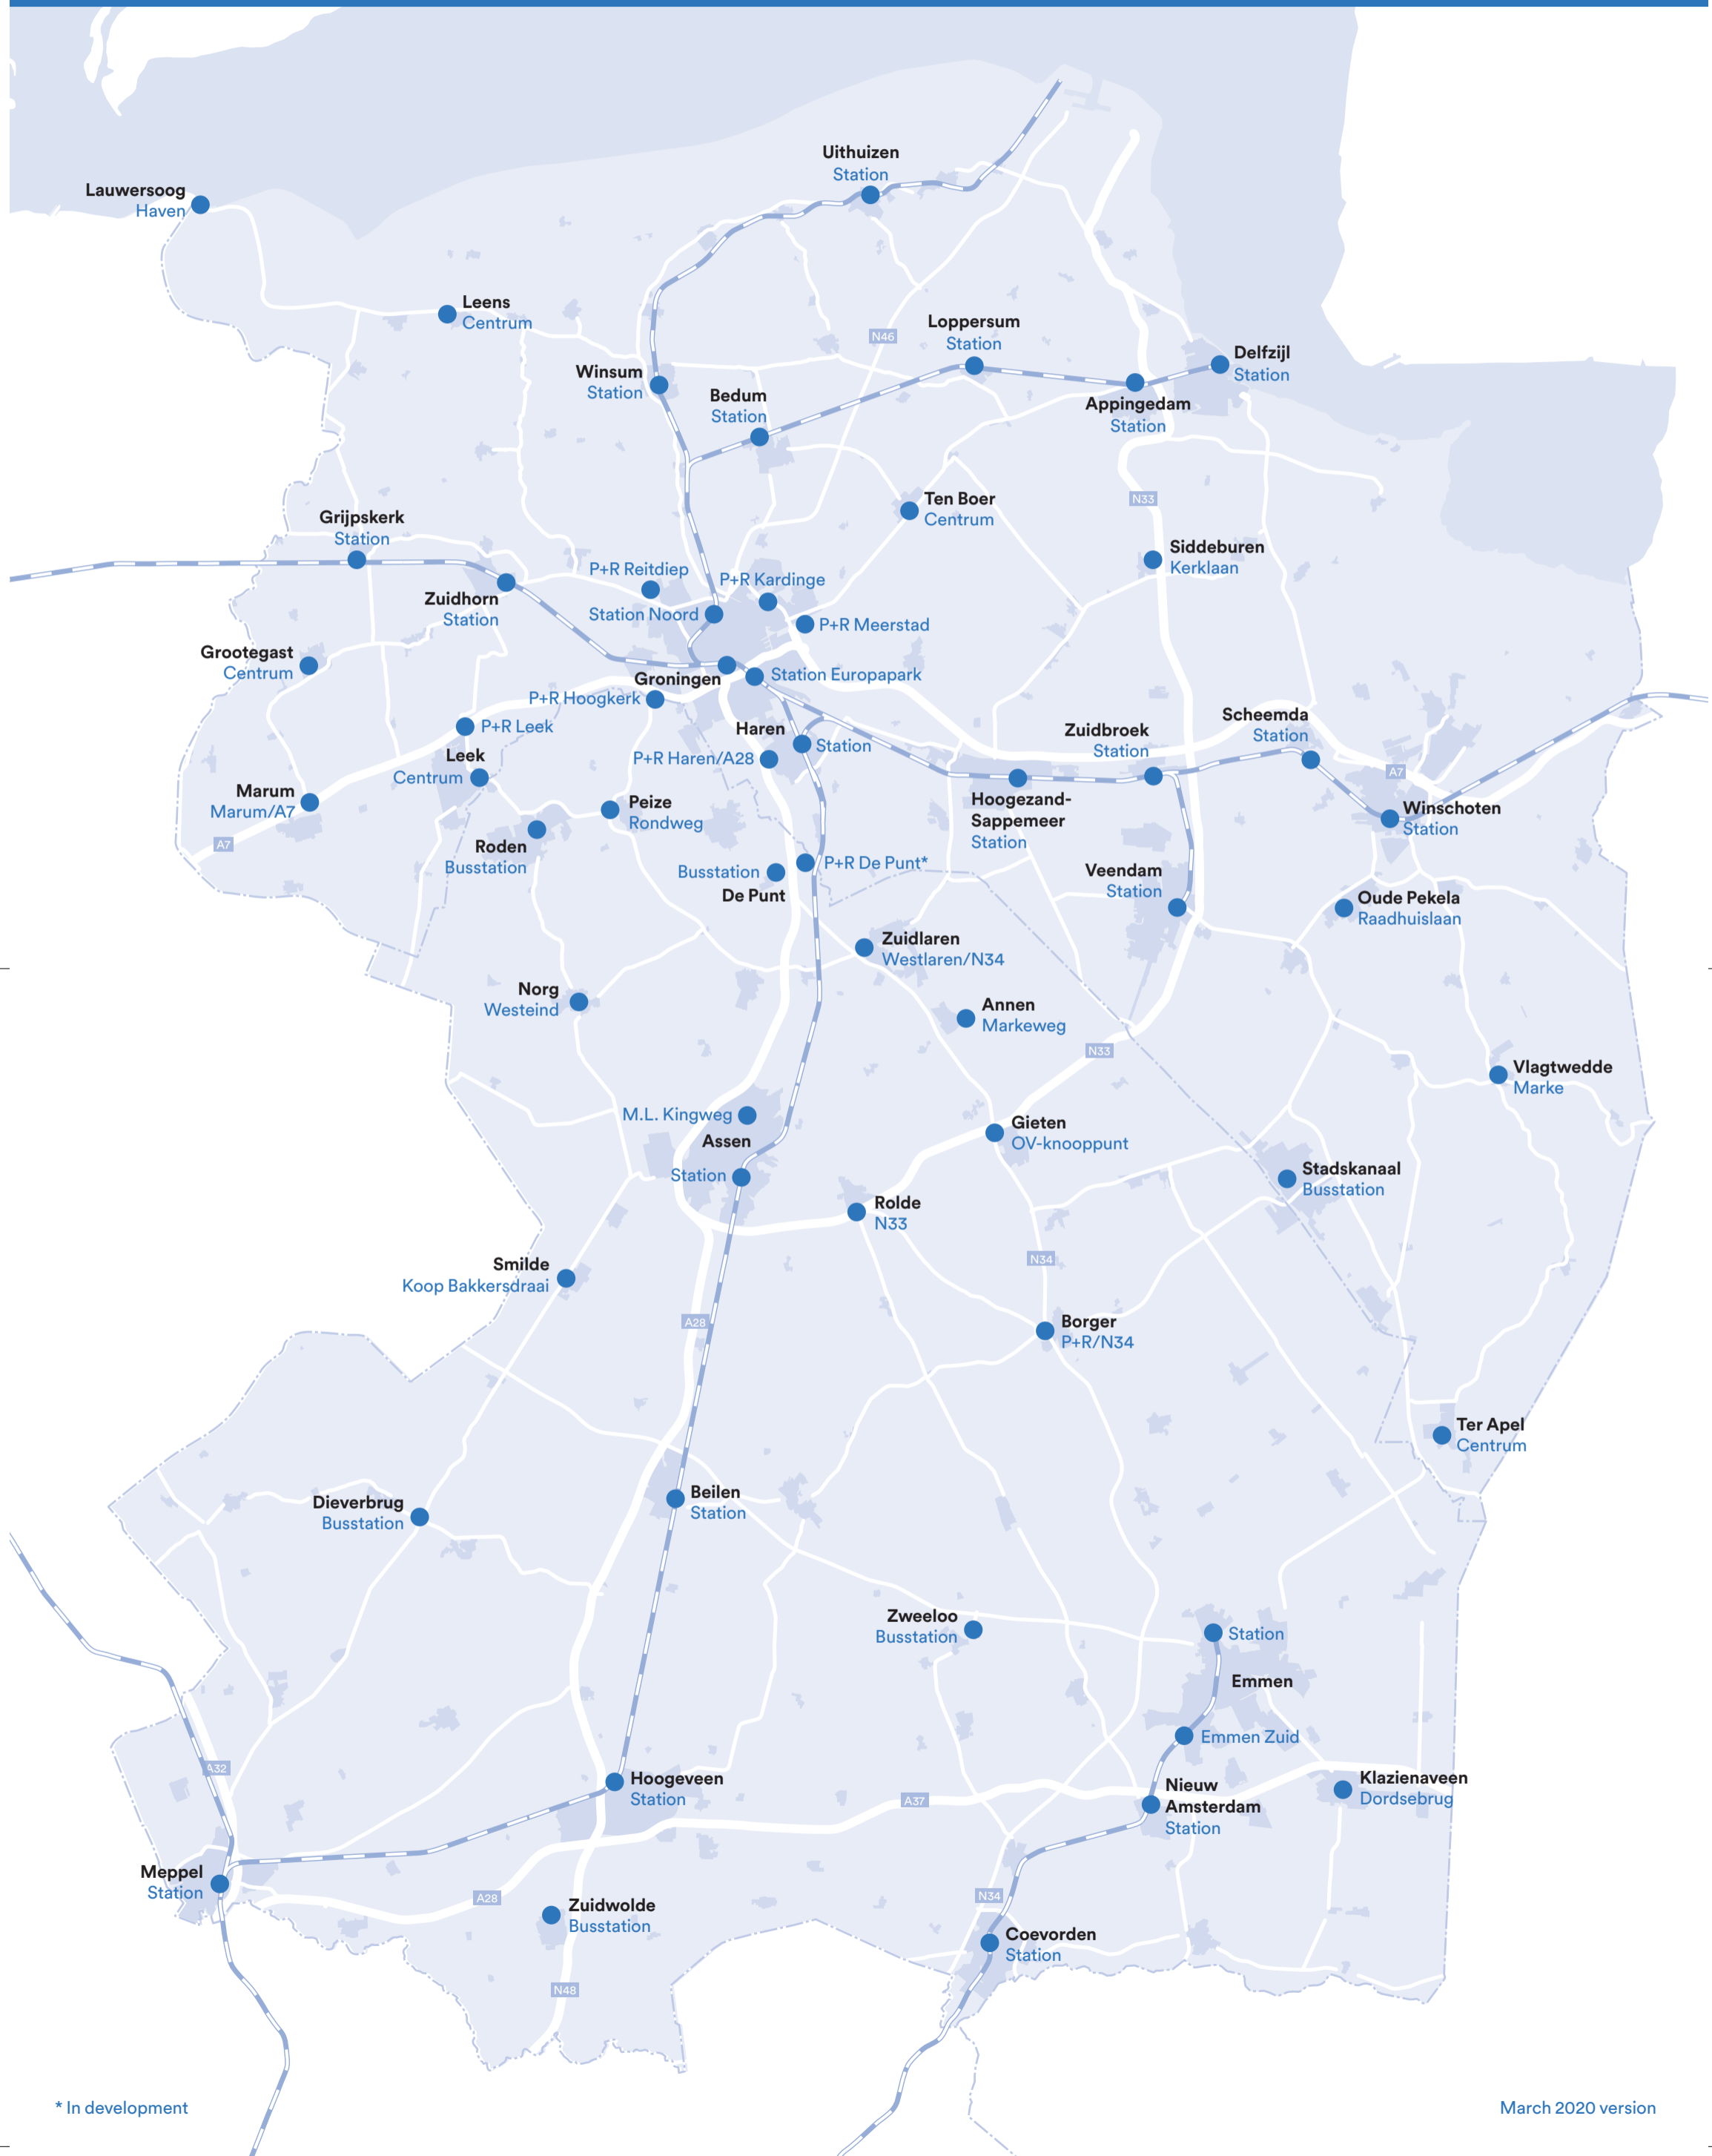 Uithuizen
Station
Lauwersoog
Haven
Leens
Centrum
Loppersum
Station
N46
Delfzijl
Station
Winsum
Station
Bedum
Station
Appingedam
Station
Ten Boer
Centrum
N33
Grijpskerk
Station
Siddeburen
Kerklaan
P+R Reitdiep
P+R Kardinge
Zuidhorn
Station
Station Noord
P+R Meerstad
Grootegast
Centrum
Groningen
Station Europapark
P+R Hoogkerk
P+R Leek
Haren
Station
Zuidbroek
Station
Scheemda
Station
Leek
Centrum
P+R Haren/A28
A7
Marum
Marum/A7
Peize
Rondweg
Hoogezand-
Sappemeer
Station
Winschoten
Station
A7
Roden
Busstation
Busstation
De Punt
P+R De Punt*
Veendam
Station
Oude Pekela
Raadhuislaan
Zuidlaren
Westlaren/N34
Norg
Westeind
Annen
Markeweg
N33
Vlagtwedde
Marke
M.L. Kingweg
Assen
Station
Gieten
OV-knooppunt
Stadskanaal
Busstation
Rolde
N33
N34
Smilde
Koop Bakkersdraai
A28
Borger
P+R/N34
Ter Apel
Centrum
Dieverbrug
Busstation
Beilen
Station
Zweeloo
Busstation
Station
Emmen
Emmen Zuid
A32
Hoogeveen
Station
A37
Nieuw
Amsterdam
Station
Klazienaveen
Dordsebrug
Meppel
Station
A28
Zuidwolde
Busstation
N34
Coevorden
Station
N48
* In development
March 2020 version